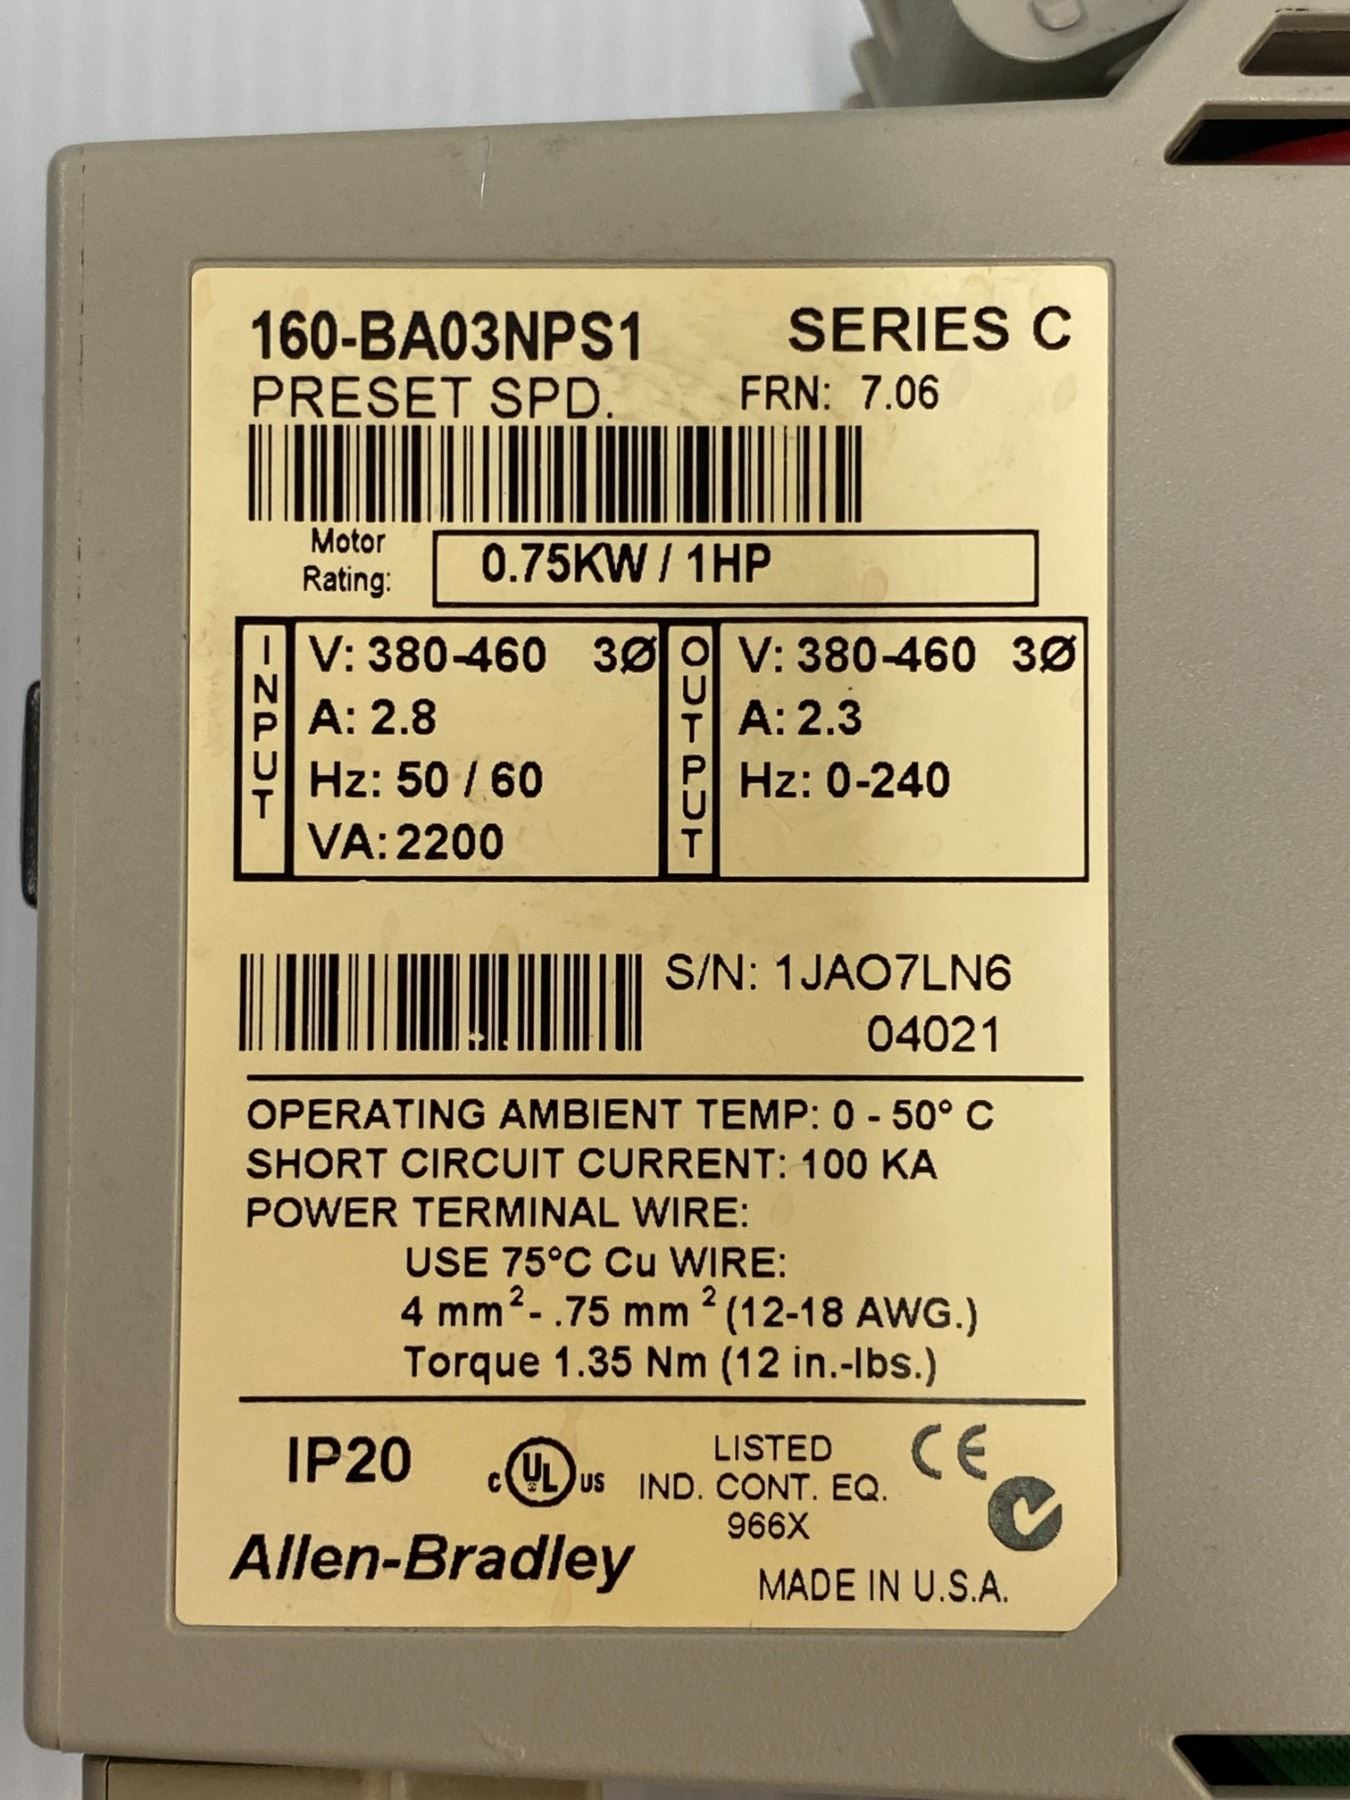 160-BA03NPS1 SERIES C
PRESET SPD. FRN: 7.06
Motor Rating: 0.75KW / 1HP
INPUT
V: 380-460 3Ø
A: 2.8
Hz: 50 / 60
VA: 2200
OUTPUT
V: 380-460 3Ø
A: 2.3
Hz: 0-240
S/N: 1JAO7LN6
04021
OPERATING AMBIENT TEMP: 0 - 50° C
SHORT CIRCUIT CURRENT: 100 KA
POWER TERMINAL WIRE:
USE 75°C Cu WIRE:
4 mm²- .75 mm² (12-18 AWG.)
Torque 1.35 Nm (12 in.-lbs.)
IP20 C UL US LISTED CE
IND. CONT. EQ.
966X
Allen-Bradley
MADE IN U.S.A.